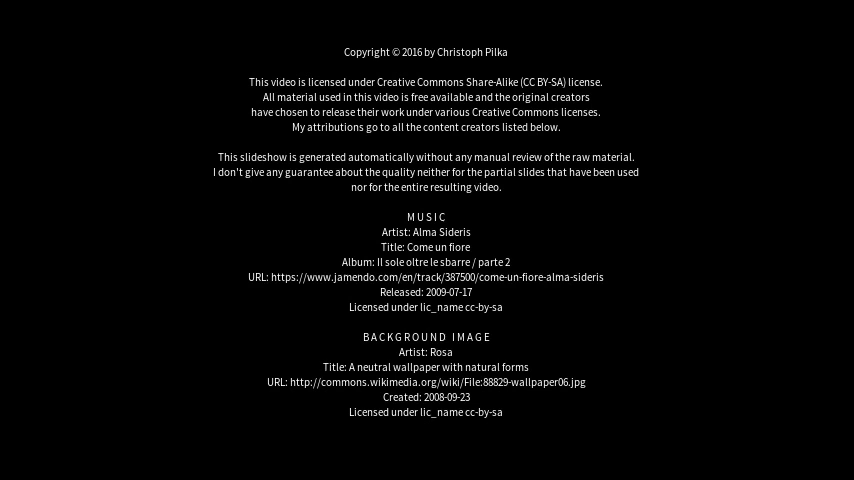 Copyright © 2016 by Christoph Pilka
This video is licensed under Creative Commons Share-Alike (CC BY-SA) license.
All material used in this video is free available and the original creators
have chosen to release their work under various Creative Commons licenses.
My attributions go to all the content creators listed below.
This slideshow is generated automatically without any manual review of the raw material.
I don't give any guarantee about the quality neither for the partial slides that have been used
nor for the entire resulting video.
M U S I C
Artist: Alma Sideris
Title: Come un fiore
Album: Il sole oltre le sbarre / parte 2
URL: https://www.jamendo.com/en/track/387500/come-un-fiore-alma-sideris
Released: 2009-07-17
Licensed under lic_name cc-by-sa
B A C K G R O U N D   I M A G E
Artist: Rosa
Title: A neutral wallpaper with natural forms
URL: http://commons.wikimedia.org/wiki/File:88829-wallpaper06.jpg
Created: 2008-09-23
Licensed under lic_name cc-by-sa